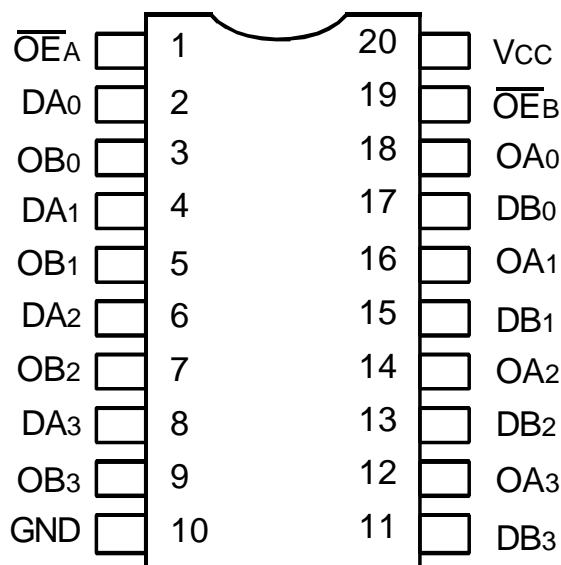 O̅E̅A 1 20 VCC
DA0 2 19 O̅E̅B
OB0 3 18 OA0
DA1 4 17 DB0
OB1 5 16 OA1
DA2 6 15 DB1
OB2 7 14 OA2
DA3 8 13 DB2
OB3 9 12 OA3
GND 10 11 DB3